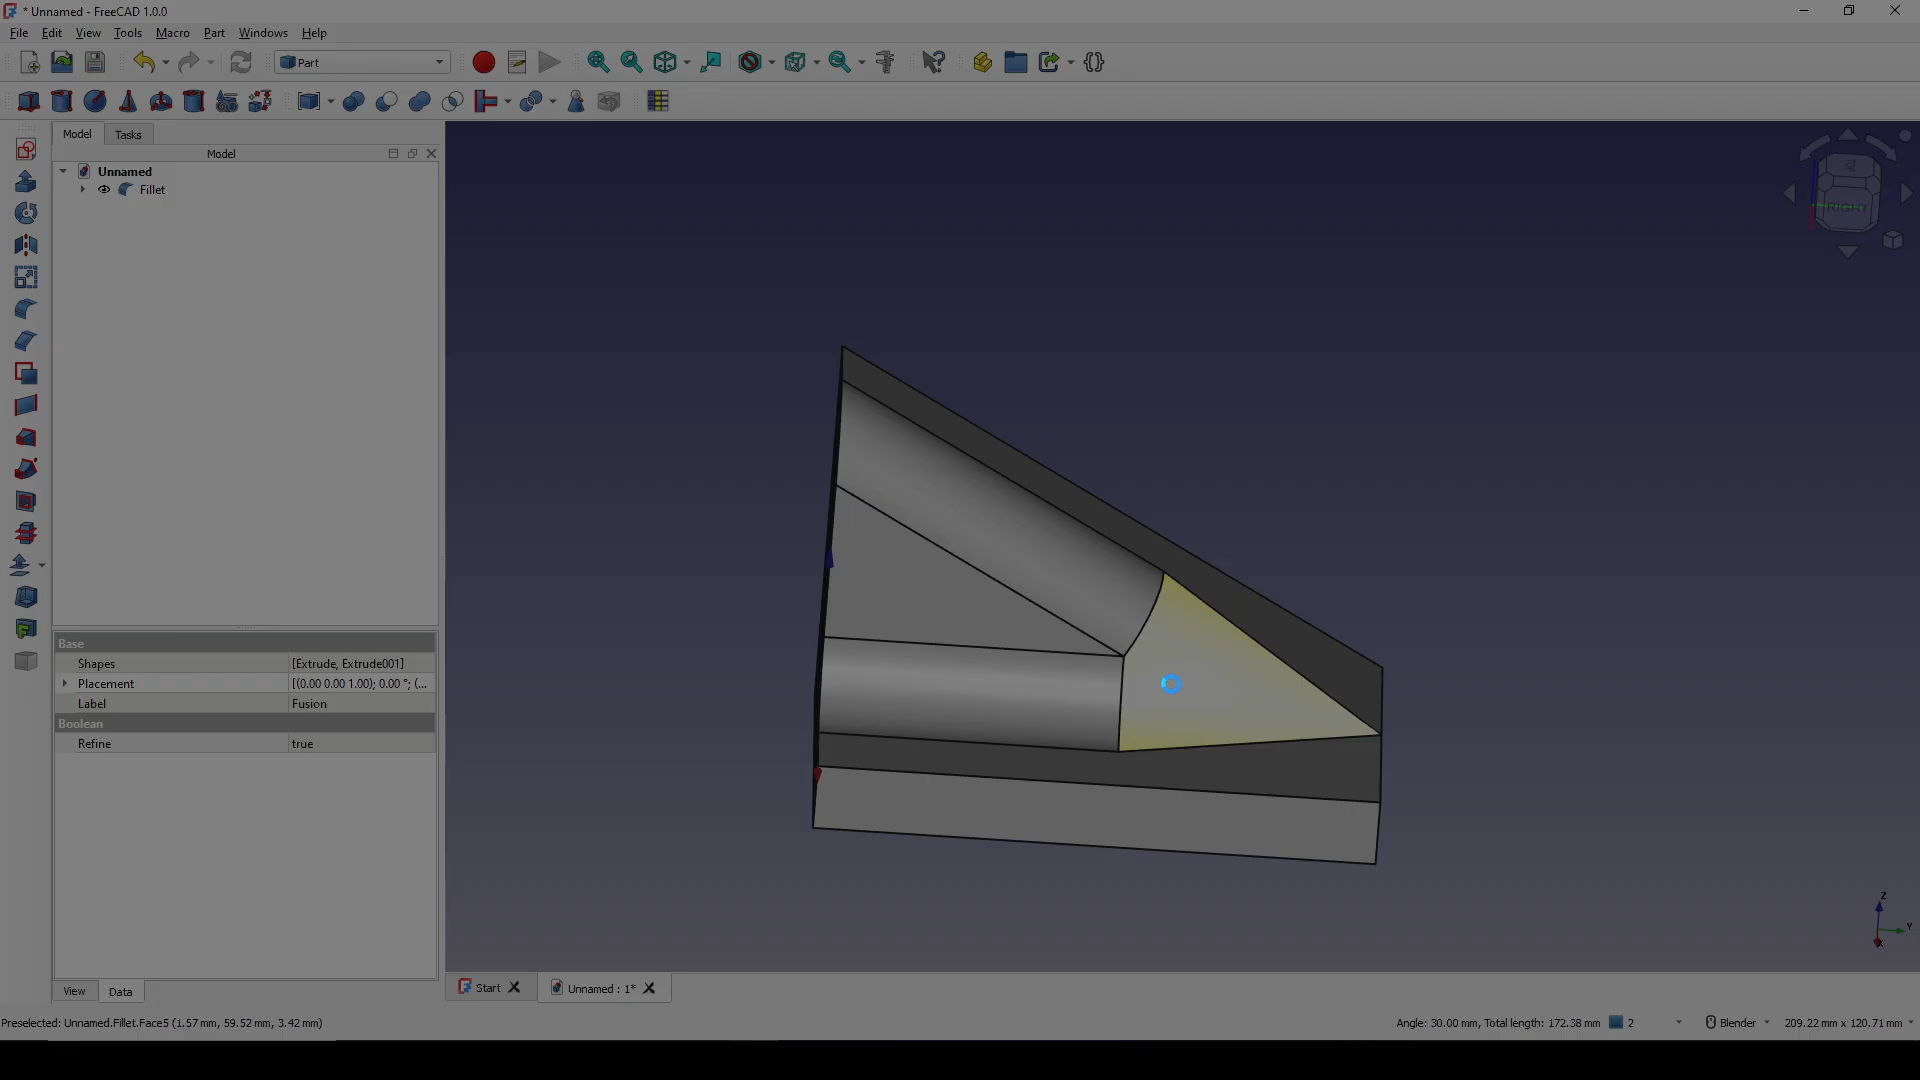 * Unnamed - FreeCAD 1.0.0
File Edit View Tools Macro Part Windows Help
Part
Model Tasks
Model
Unnamed
Fillet
RIGHT
Base
Shapes [Extrude, Extrude001]
Placement [(0.00 0.00 1.00); 0.00 °; (...
Label Fusion
Boolean
Refine true
Z
Y
X
View Data
Start
Unnamed : 1*
Preselected: Unnamed.Fillet.Face5 (1.57 mm, 59.52 mm, 3.42 mm)
Angle: 30.00 mm, Total length: 172.38 mm 2 Blender 209.22 mm x 120.71 mm